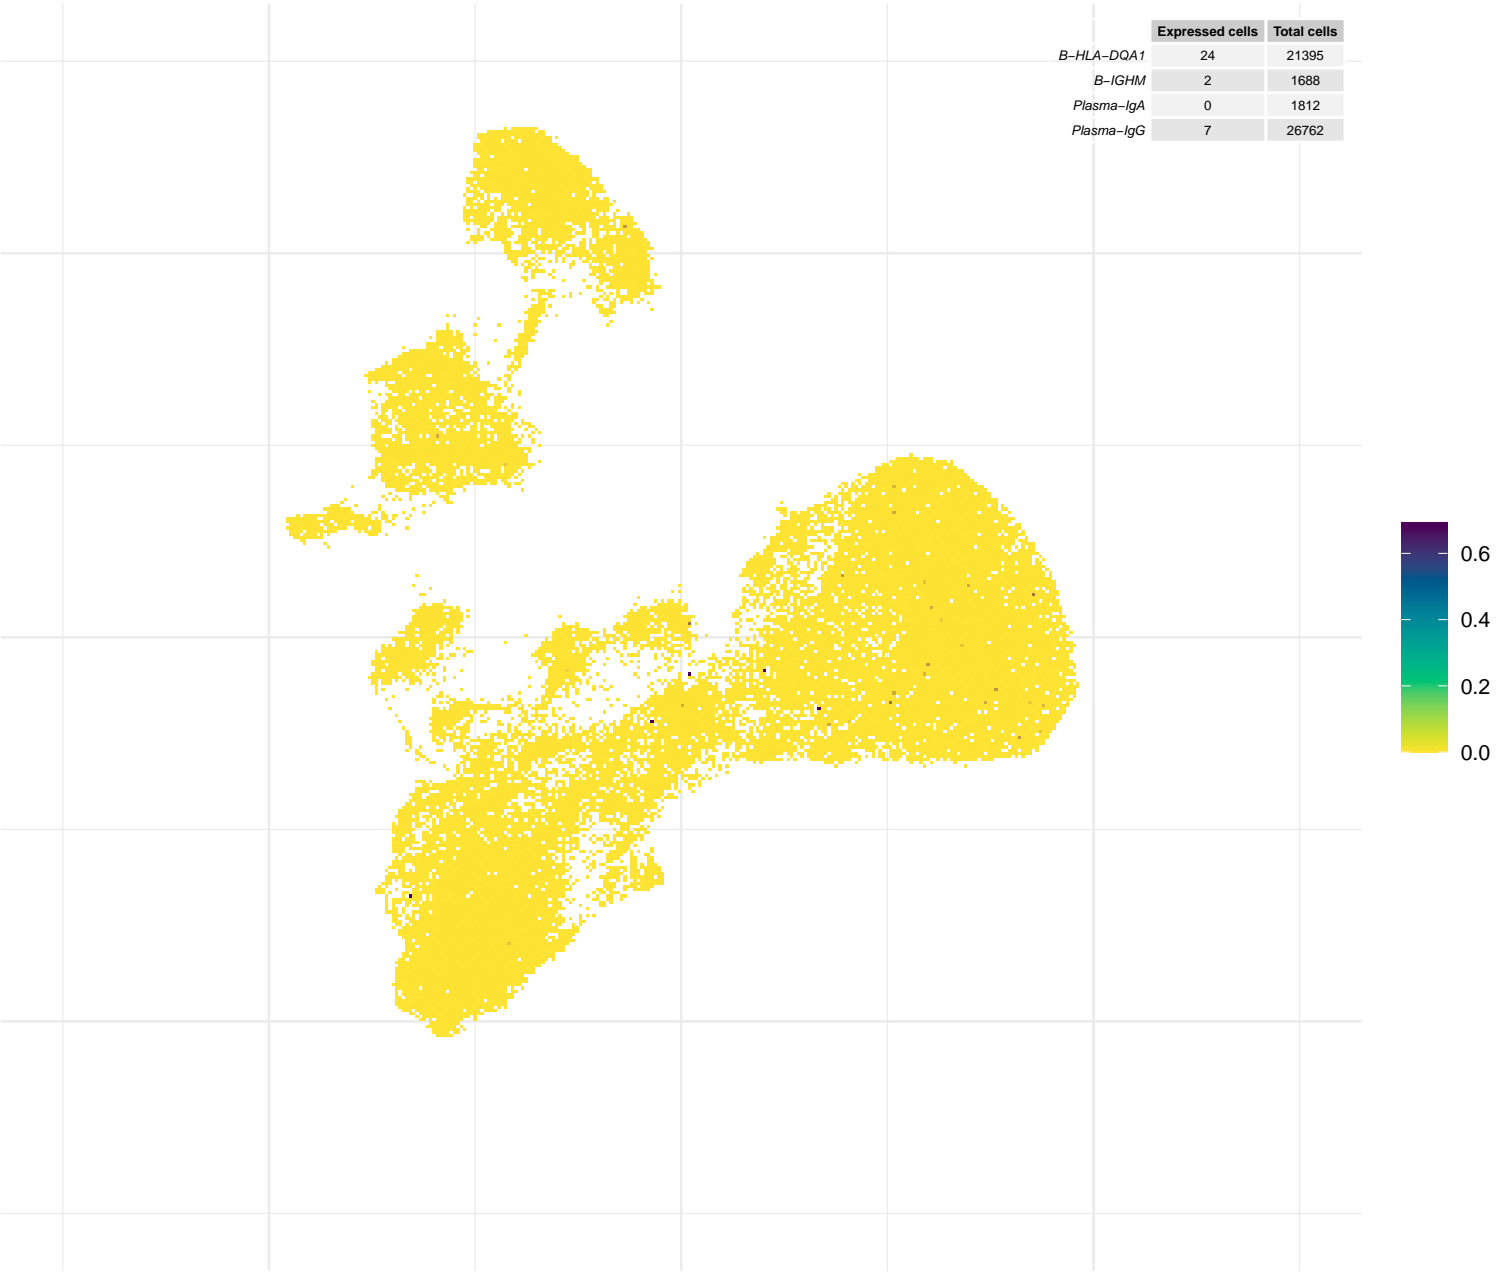 Expressed cells Total cells
B−HLA−DQA1 24 21395
B−IGHM 2 1688
Plasma−IgA 0 1812
Plasma−IgG 7 26762
0.6
0.4
0.2
0.0